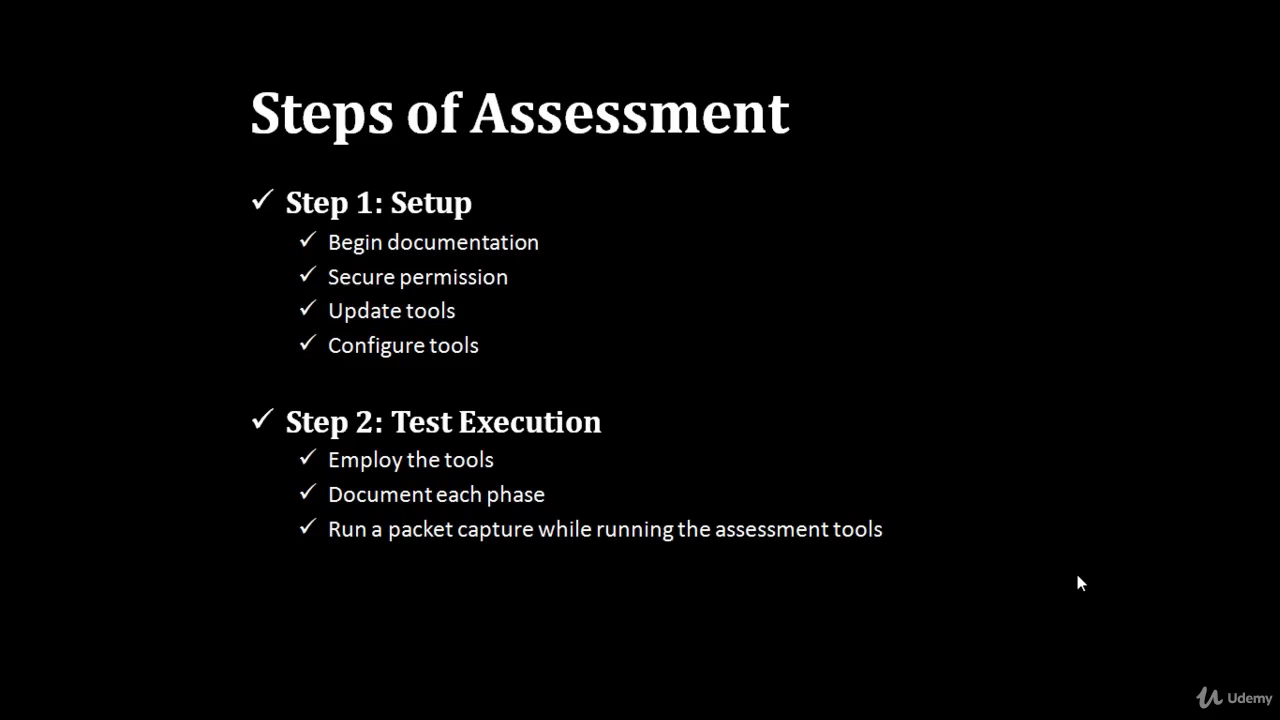 Steps of Assessment
✓ Step 1: Setup
✓ Begin documentation
✓ Secure permission
✓ Update tools
✓ Configure tools
✓ Step 2: Test Execution
✓ Employ the tools
✓ Document each phase
✓ Run a packet capture while running the assessment tools
Udemy